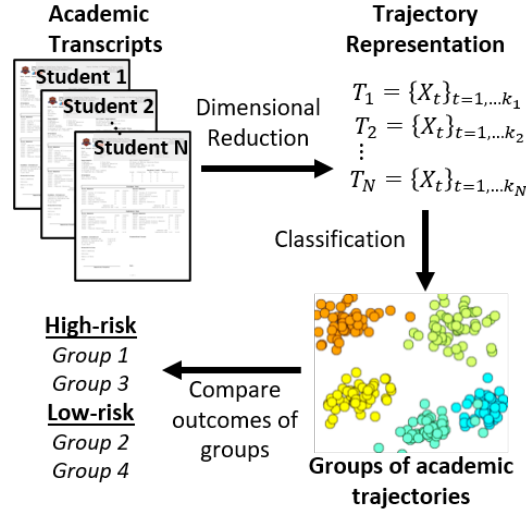 Academic
Transcripts
Student 1
Student 2
Student N
Dimensional
Reduction
Trajectory
Representation
T₁ = {Xₜ}ₜ₌₁,…k₁
T₂ = {Xₜ}ₜ₌₁,…k₂
⋮
T_N = {Xₜ}ₜ₌₁,…k_N
Classification
Groups of academic
trajectories
Compare
outcomes of
groups
High-risk
Group 1
Group 3
Low-risk
Group 2
Group 4